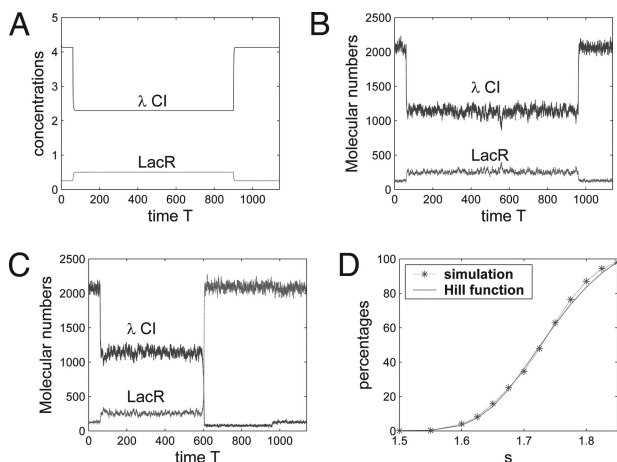 A
5
4
3
2
1
0
concentrations
λ CI
LacR
0 200 400 600 800 1000
time T
B
2500
2000
1500
1000
500
0
Molecular numbers
λ CI
LacR
0 200 400 600 800 1000
time T
C
2500
2000
1500
1000
500
0
Molecular numbers
λ CI
LacR
0 200 400 600 800 1000
time T
D
100
80
60
40
20
0
percentages
simulation
Hill function
1.5 1.6 1.7 1.8
s